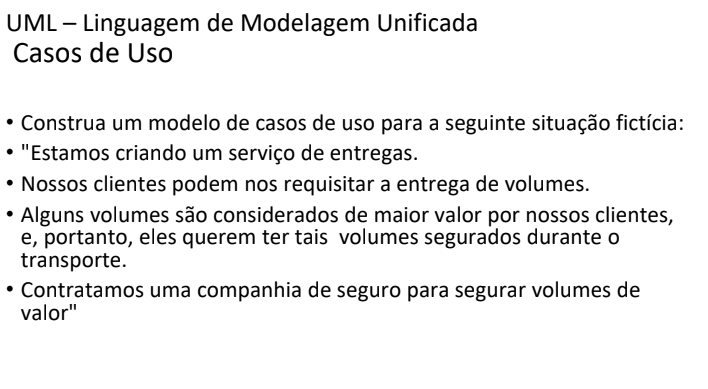 UML – Linguagem de Modelagem Unificada
Casos de Uso
• Construa um modelo de casos de uso para a seguinte situação fictícia:
• "Estamos criando um serviço de entregas.
• Nossos clientes podem nos requisitar a entrega de volumes.
• Alguns volumes são considerados de maior valor por nossos clientes,
e, portanto, eles querem ter tais volumes segurados durante o
transporte.
• Contratamos uma companhia de seguro para segurar volumes de
valor"